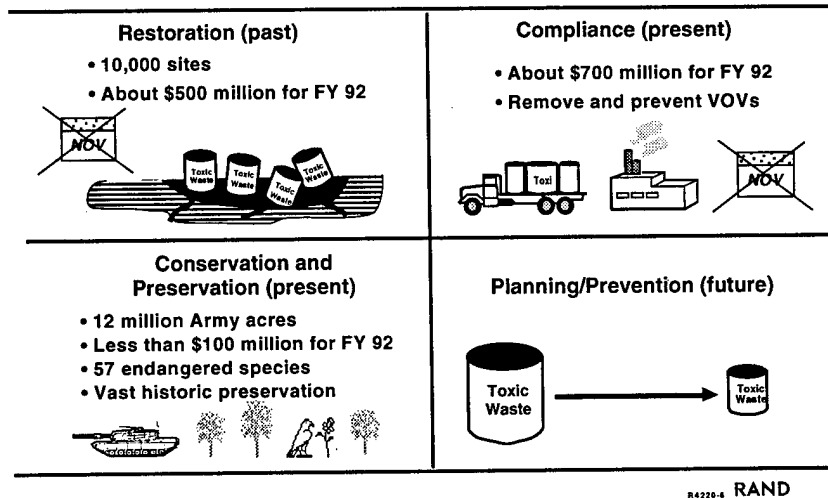 Restoration (past)
• 10,000 sites
• About $500 million for FY 92
NOV
Toxic
Waste
Toxic
Waste
Toxic
Waste
Toxic
Waste
Compliance (present)
• About $700 million for FY 92
• Remove and prevent VOVs
Toxi
NOV
Conservation and
Preservation (present)
• 12 million Army acres
• Less than $100 million for FY 92
• 57 endangered species
• Vast historic preservation
Planning/Prevention (future)
Toxic
Waste
Toxic
Waste
R4220-6 RAND